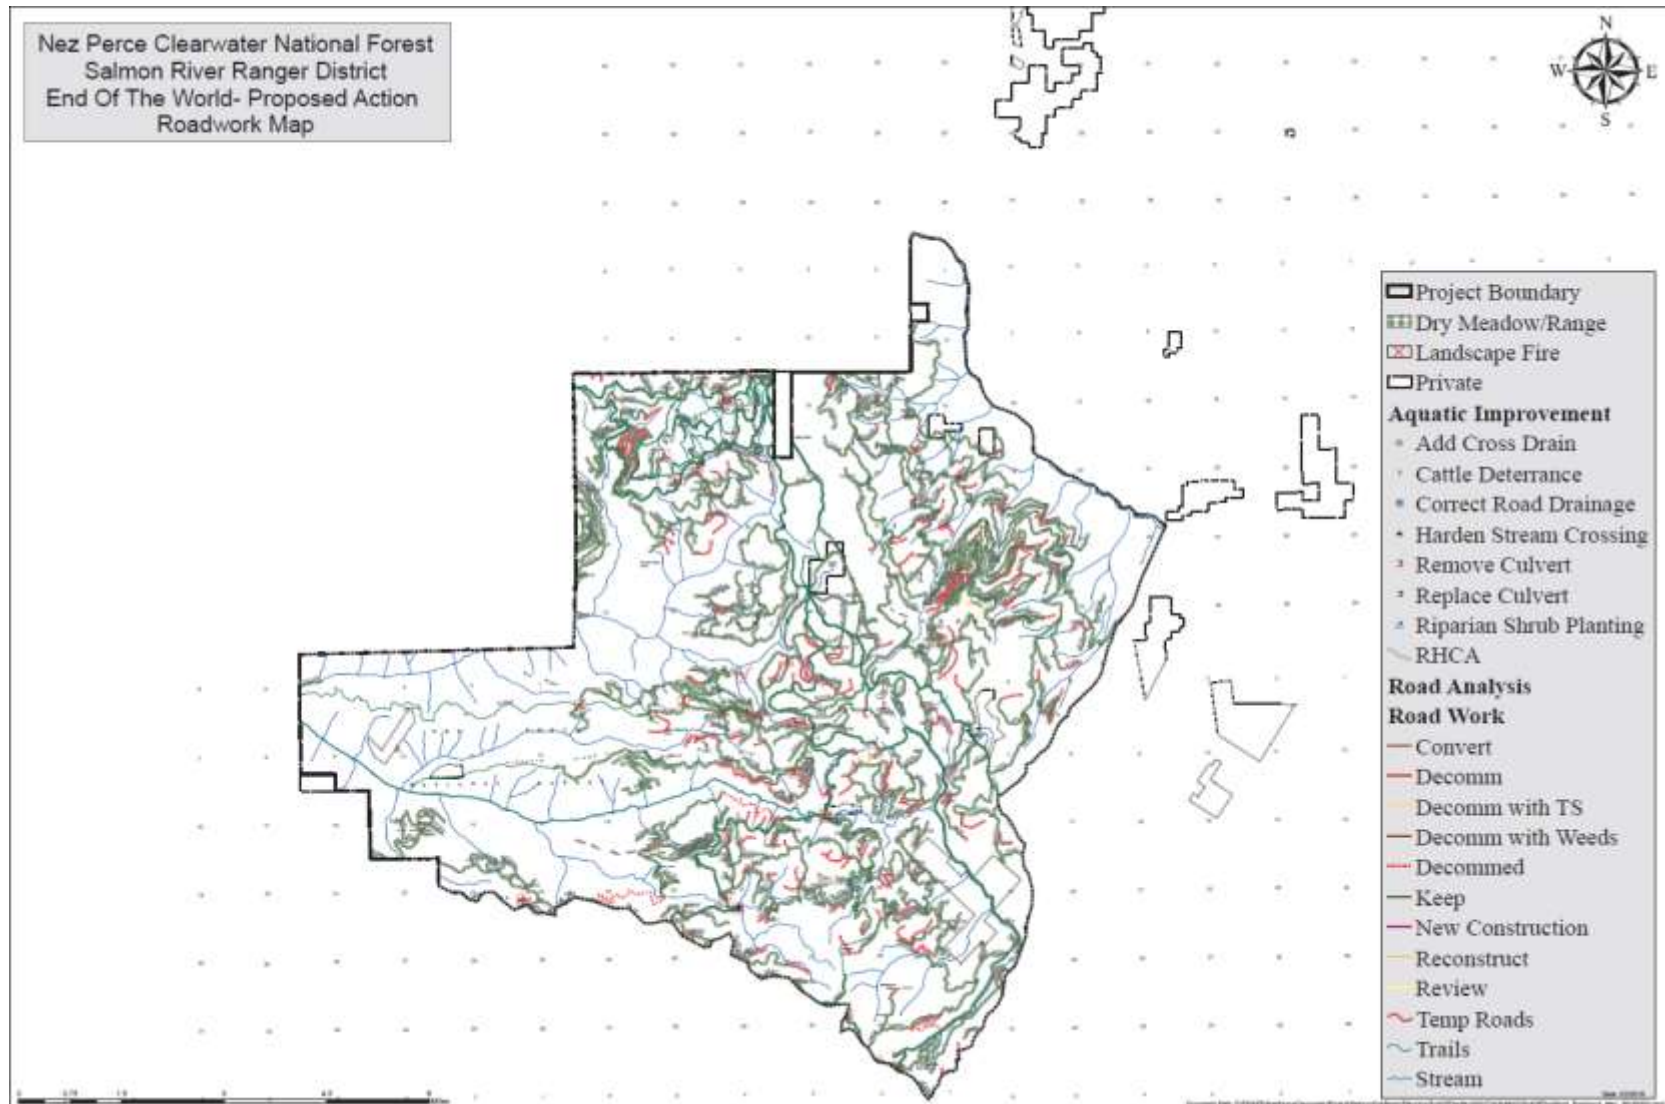 Nez Perce Clearwater National Forest
Salmon River Ranger District
End Of The World- Proposed Action
Roadwork Map
N
W
E
S
Project Boundary
Dry Meadow/Range
Landscape Fire
Private
Aquatic Improvement
Add Cross Drain
Cattle Deterrance
Correct Road Drainage
Harden Stream Crossing
Remove Culvert
Replace Culvert
Riparian Shrub Planting
RHCA
Road Analysis
Road Work
Convert
Decomm
Decomm with TS
Decomm with Weeds
Decommed
Keep
New Construction
Reconstruct
Review
Temp Roads
Trails
Stream